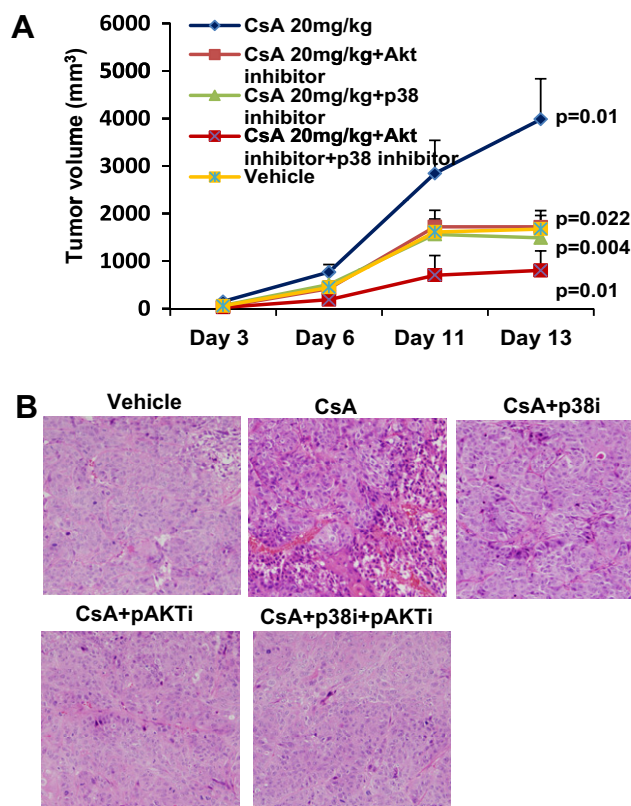 A
6000
5000
4000
3000
2000
1000
0
Tumor volume (mm³)
CsA 20mg/kg
CsA 20mg/kg+Akt
inhibitor
CsA 20mg/kg+p38
inhibitor
CsA 20mg/kg+Akt
inhibitor+p38 inhibitor
Vehicle
p=0.01
p=0.022
p=0.004
p=0.01
Day 3 Day 6 Day 11 Day 13
B
Vehicle CsA CsA+p38i
CsA+pAKTi CsA+p38i+pAKTi